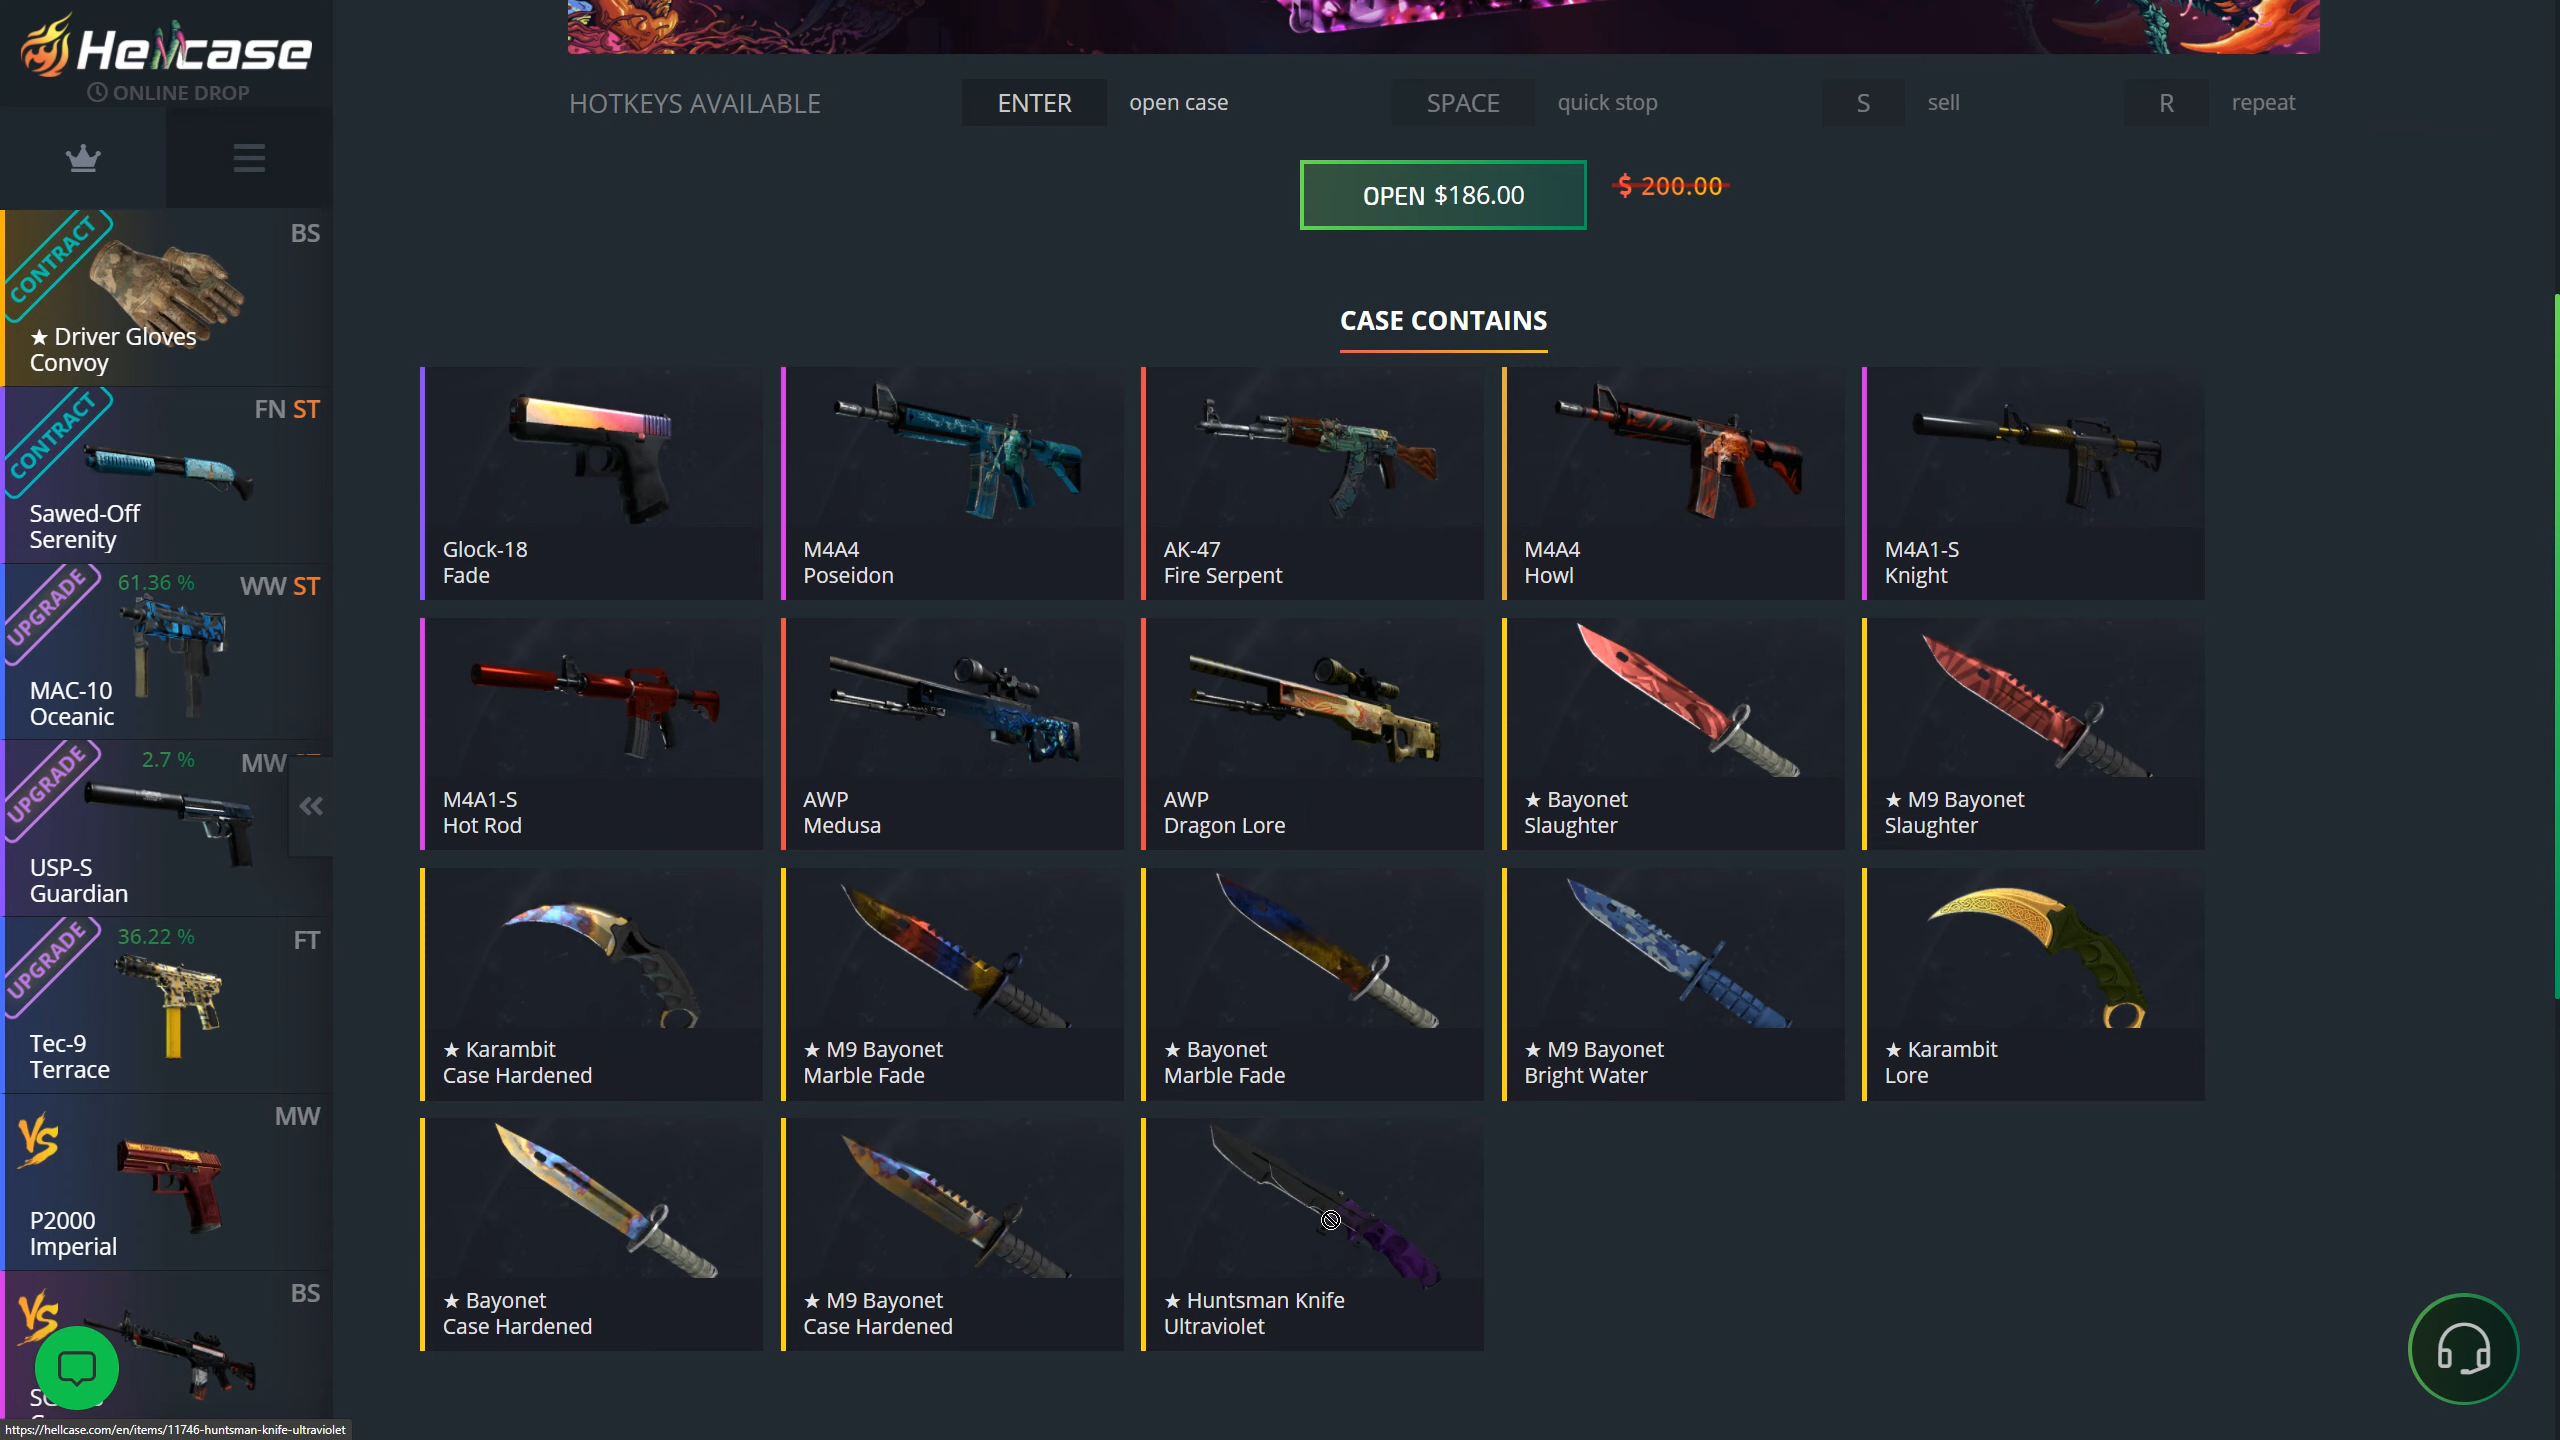 Hellcase
ONLINE DROP
HOTKEYS AVAILABLE
ENTER
open case
SPACE
quick stop
S
sell
R
repeat
OPEN $186.00
$ 200.00
CASE CONTAINS
CONTRACT
BS
★ Driver Gloves
Convoy
CONTRACT
FN ST
Sawed-Off
Serenity
UPGRADE
61.36 %
WW ST
MAC-10
Oceanic
UPGRADE
2.7 %
MW
USP-S
Guardian
UPGRADE
36.22 %
FT
Tec-9
Terrace
VS
MW
P2000
Imperial
VS
BS
Glock-18
Fade
M4A4
Poseidon
AK-47
Fire Serpent
M4A4
Howl
M4A1-S
Knight
M4A1-S
Hot Rod
AWP
Medusa
AWP
Dragon Lore
★ Bayonet
Slaughter
★ M9 Bayonet
Slaughter
★ Karambit
Case Hardened
★ M9 Bayonet
Marble Fade
★ Bayonet
Marble Fade
★ M9 Bayonet
Bright Water
★ Karambit
Lore
★ Bayonet
Case Hardened
★ M9 Bayonet
Case Hardened
★ Huntsman Knife
Ultraviolet
https://hellcase.com/en/items/11746-huntsman-knife-ultraviolet